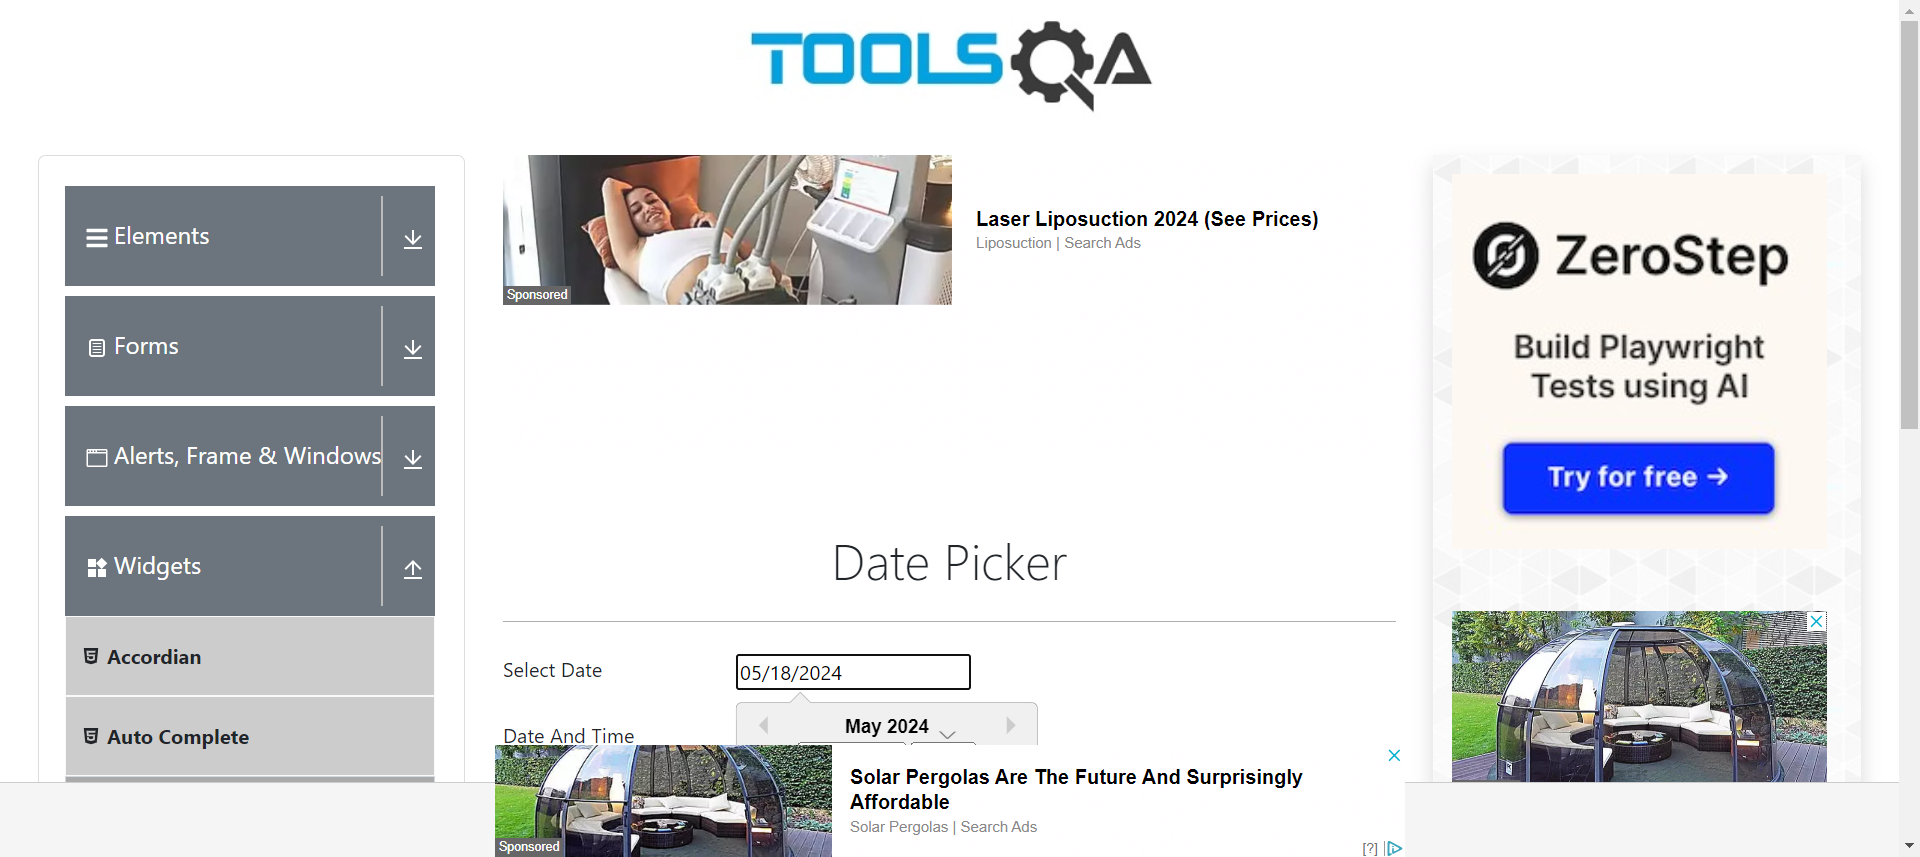 TOOLSQA
Elements
Forms
Alerts, Frame & Windows
Widgets
Accordian
Auto Complete
Sponsored
Laser Liposuction 2024 (See Prices)
Liposuction | Search Ads
Date Picker
Select Date
05/18/2024
May 2024
Date And Time
Sponsored
Solar Pergolas Are The Future And Surprisingly
Affordable
Solar Pergolas | Search Ads
[?]
ZeroStep
Build Playwright
Tests using AI
Try for free →